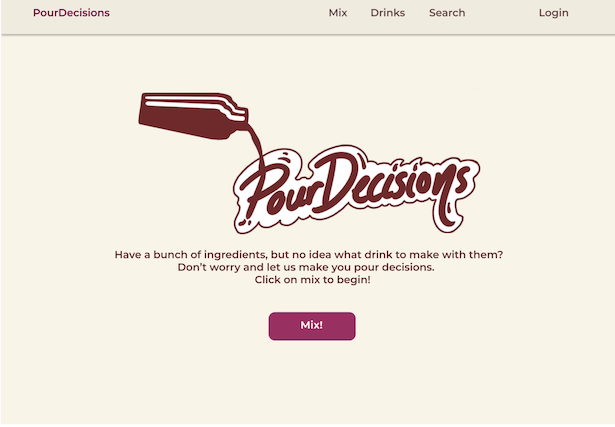 PourDecisions
Mix Drinks Search Login
PourDecisions
Have a bunch of ingredients, but no idea what drink to make with them?
Don't worry and let us make you pour decisions.
Click on mix to begin!
Mix!